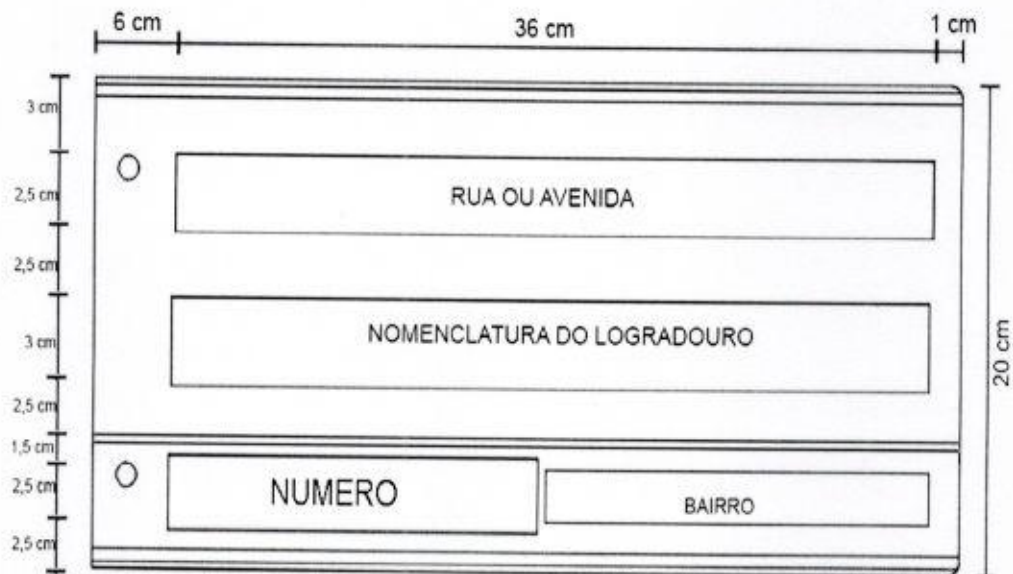 6 cm 36 cm 1 cm
3 cm
2,5 cm
RUA OU AVENIDA
2,5 cm
3 cm
NOMENCLATURA DO LOGRADOURO
20 cm
2,5 cm
1,5 cm
2,5 cm
NUMERO
BAIRRO
2,5 cm